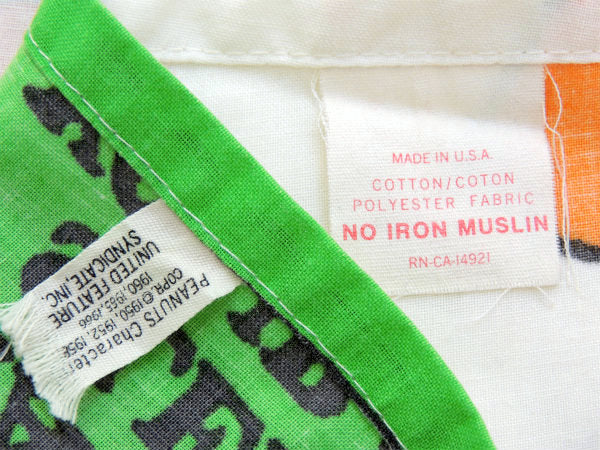 MADE IN U.S.A.
COTTON/COTON
POLYESTER FABRIC
NO IRON MUSLIN
RN-CA-14921
PEANUTS Character
COPR. © 1950, 1952, 1958
1960, 1965, 1966
UNITED FEATURE
SYNDICATE, INC.